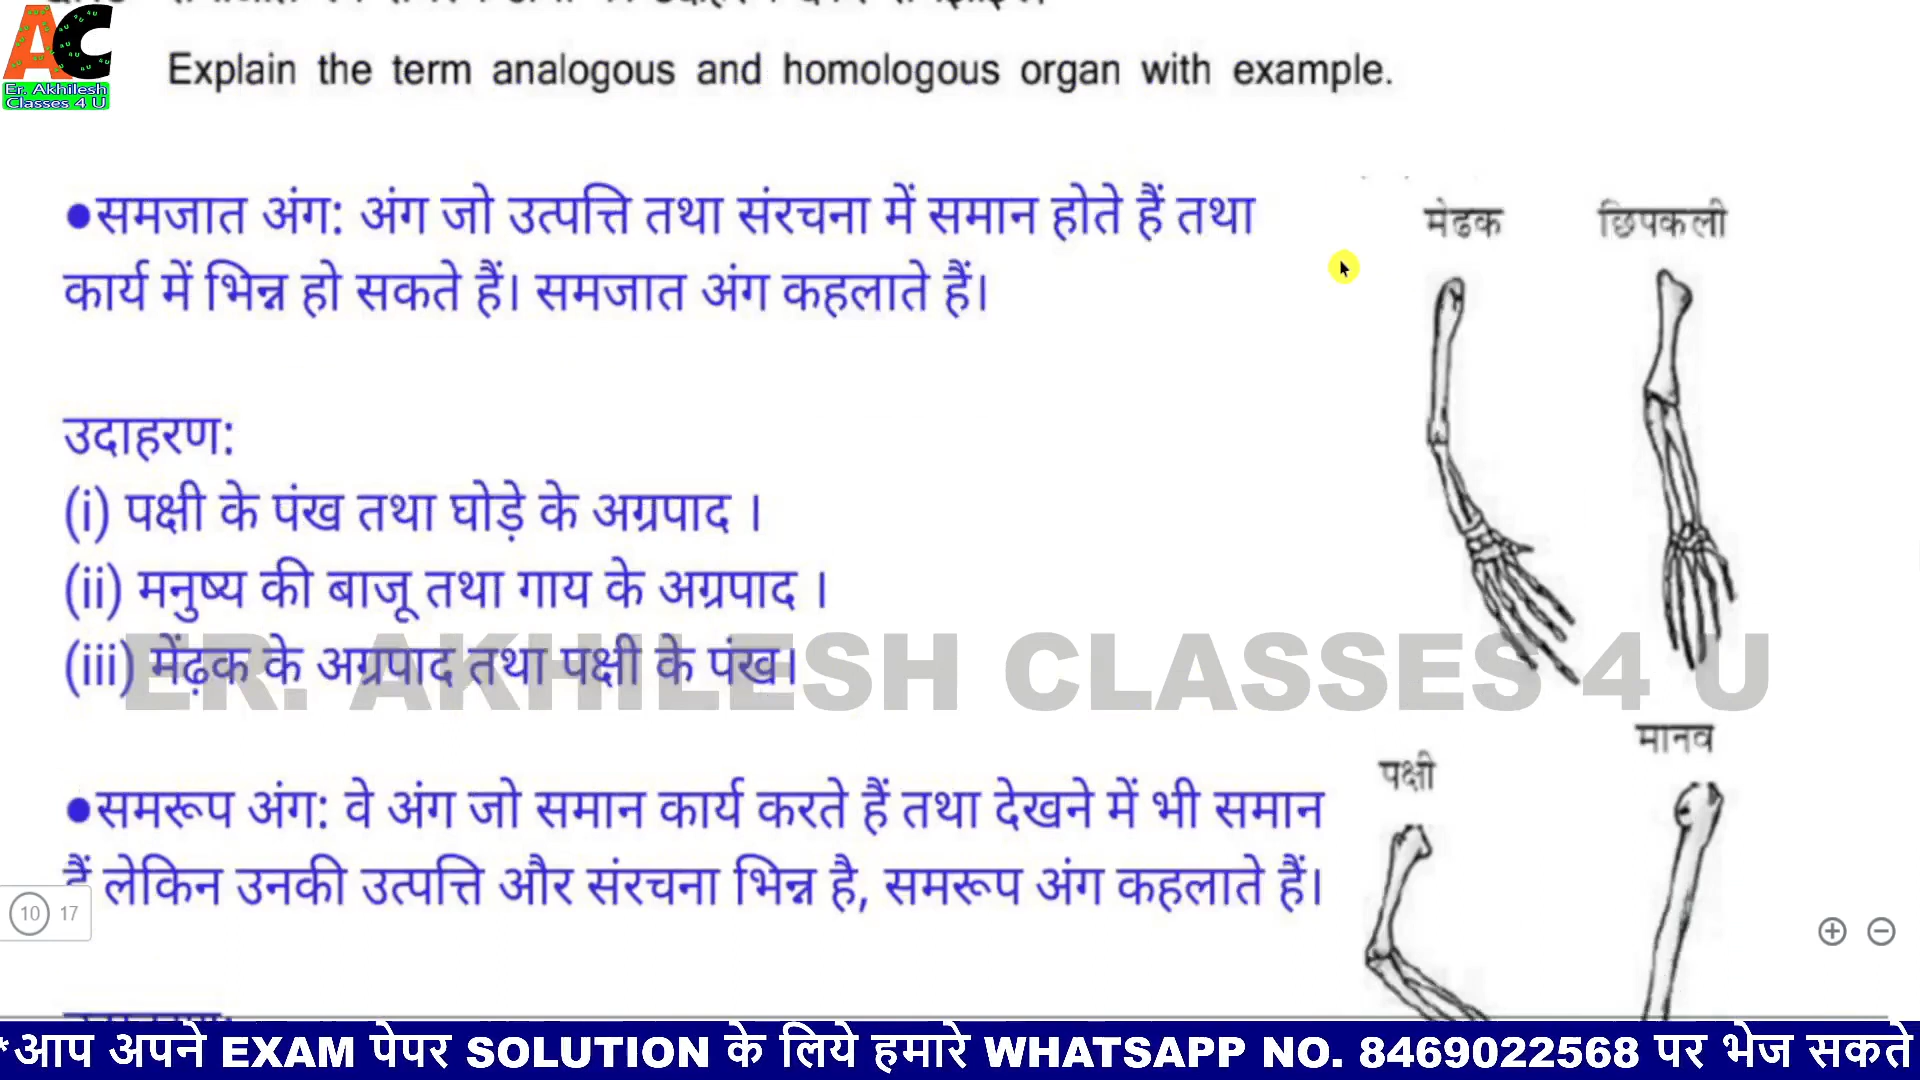 AC
Er. Akhilesh
Classes 4 U
Explain the term analogous and homologous organ with example.
●समजात अंग: अंग जो उत्पत्ति तथा संरचना में समान होते हैं तथा
कार्य में भिन्न हो सकते हैं। समजात अंग कहलाते हैं।
मेढक
छिपकली
उदाहरण:
(i) पक्षी के पंख तथा घोड़े के अग्रपाद ।
(ii) मनुष्य की बाजू तथा गाय के अग्रपाद ।
(iii) मेंढ़क के अग्रपाद तथा पक्षी के पंख।
ER. AKHILESH CLASSES 4 U
मानव
पक्षी
●समरूप अंग: वे अंग जो समान कार्य करते हैं तथा देखने में भी समान
हैं लेकिन उनकी उत्पत्ति और संरचना भिन्न है, समरूप अंग कहलाते हैं।
10 17
*आप अपने EXAM पेपर SOLUTION के लिये हमारे WHATSAPP NO. 8469022568 पर भेज सकते